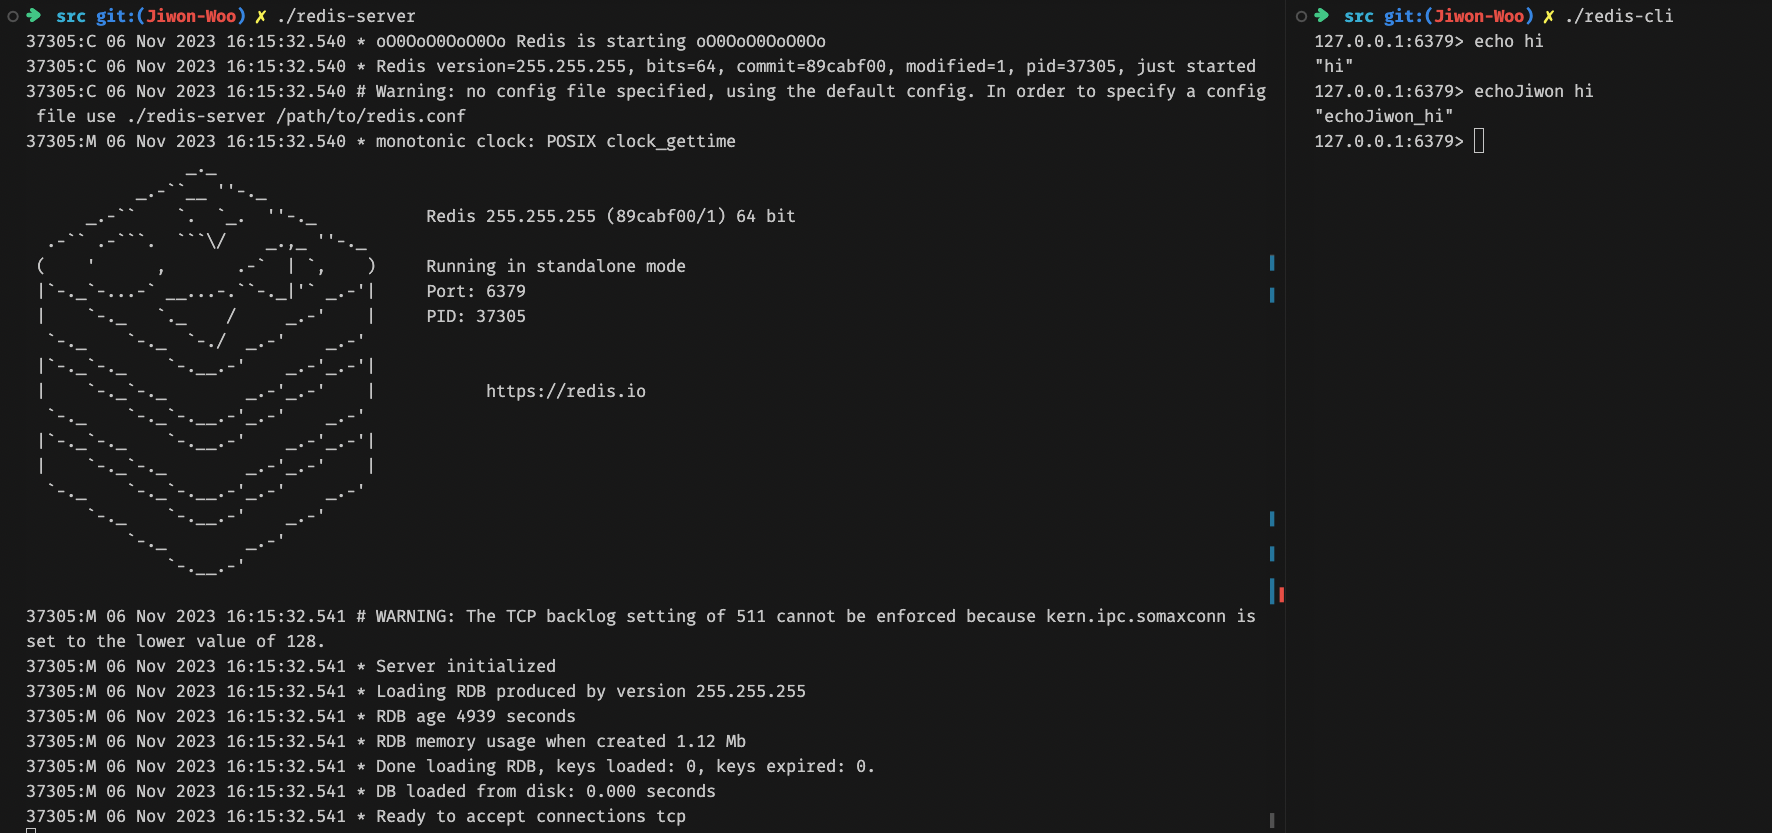 ➜ src git:(Jiwon-Woo) ✗ ./redis-server
37305:C 06 Nov 2023 16:15:32.540 * oO0OoO0OoO0Oo Redis is starting oO0OoO0OoO0Oo
37305:C 06 Nov 2023 16:15:32.540 * Redis version=255.255.255, bits=64, commit=89cabf00, modified=1, pid=37305, just started
37305:C 06 Nov 2023 16:15:32.540 # Warning: no config file specified, using the default config. In order to specify a config
file use ./redis-server /path/to/redis.conf
37305:M 06 Nov 2023 16:15:32.540 * monotonic clock: POSIX clock_gettime
Redis 255.255.255 (89cabf00/1) 64 bit
Running in standalone mode
Port: 6379
PID: 37305
https://redis.io
37305:M 06 Nov 2023 16:15:32.541 # WARNING: The TCP backlog setting of 511 cannot be enforced because kern.ipc.somaxconn is
set to the lower value of 128.
37305:M 06 Nov 2023 16:15:32.541 * Server initialized
37305:M 06 Nov 2023 16:15:32.541 * Loading RDB produced by version 255.255.255
37305:M 06 Nov 2023 16:15:32.541 * RDB age 4939 seconds
37305:M 06 Nov 2023 16:15:32.541 * RDB memory usage when created 1.12 Mb
37305:M 06 Nov 2023 16:15:32.541 * Done loading RDB, keys loaded: 0, keys expired: 0.
37305:M 06 Nov 2023 16:15:32.541 * DB loaded from disk: 0.000 seconds
37305:M 06 Nov 2023 16:15:32.541 * Ready to accept connections tcp
➜ src git:(Jiwon-Woo) ✗ ./redis-cli
127.0.0.1:6379> echo hi
"hi"
127.0.0.1:6379> echoJiwon hi
"echoJiwon_hi"
127.0.0.1:6379>